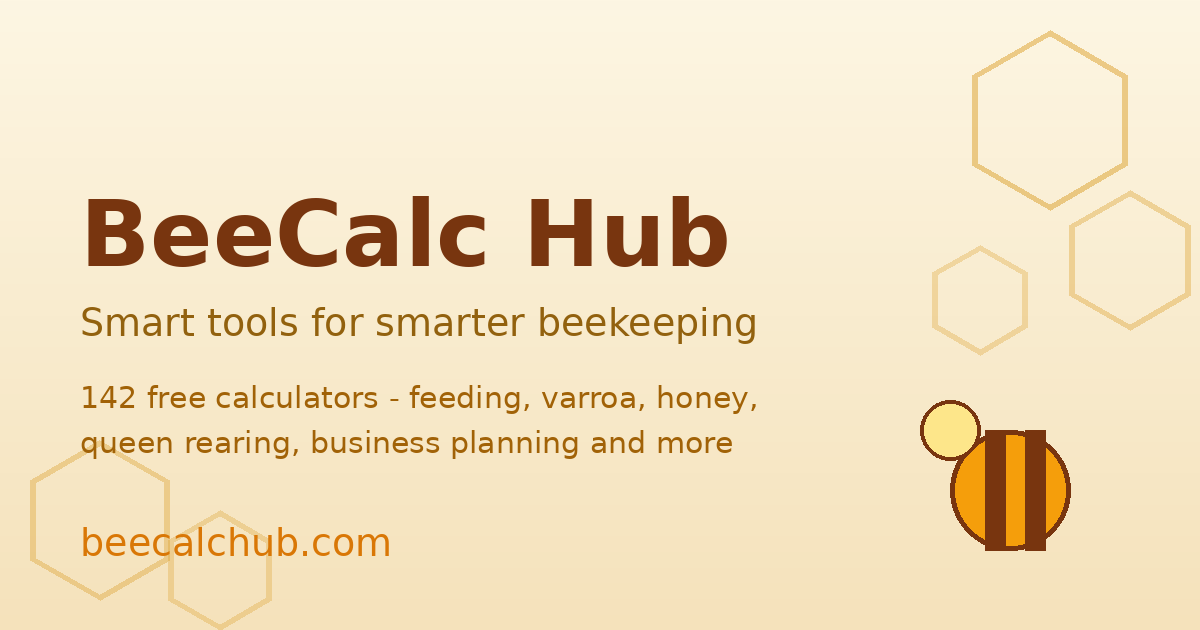 BeeCalc Hub
Smart tools for smarter beekeeping
142 free calculators - feeding, varroa, honey,
queen rearing, business planning and more
beecalchub.com